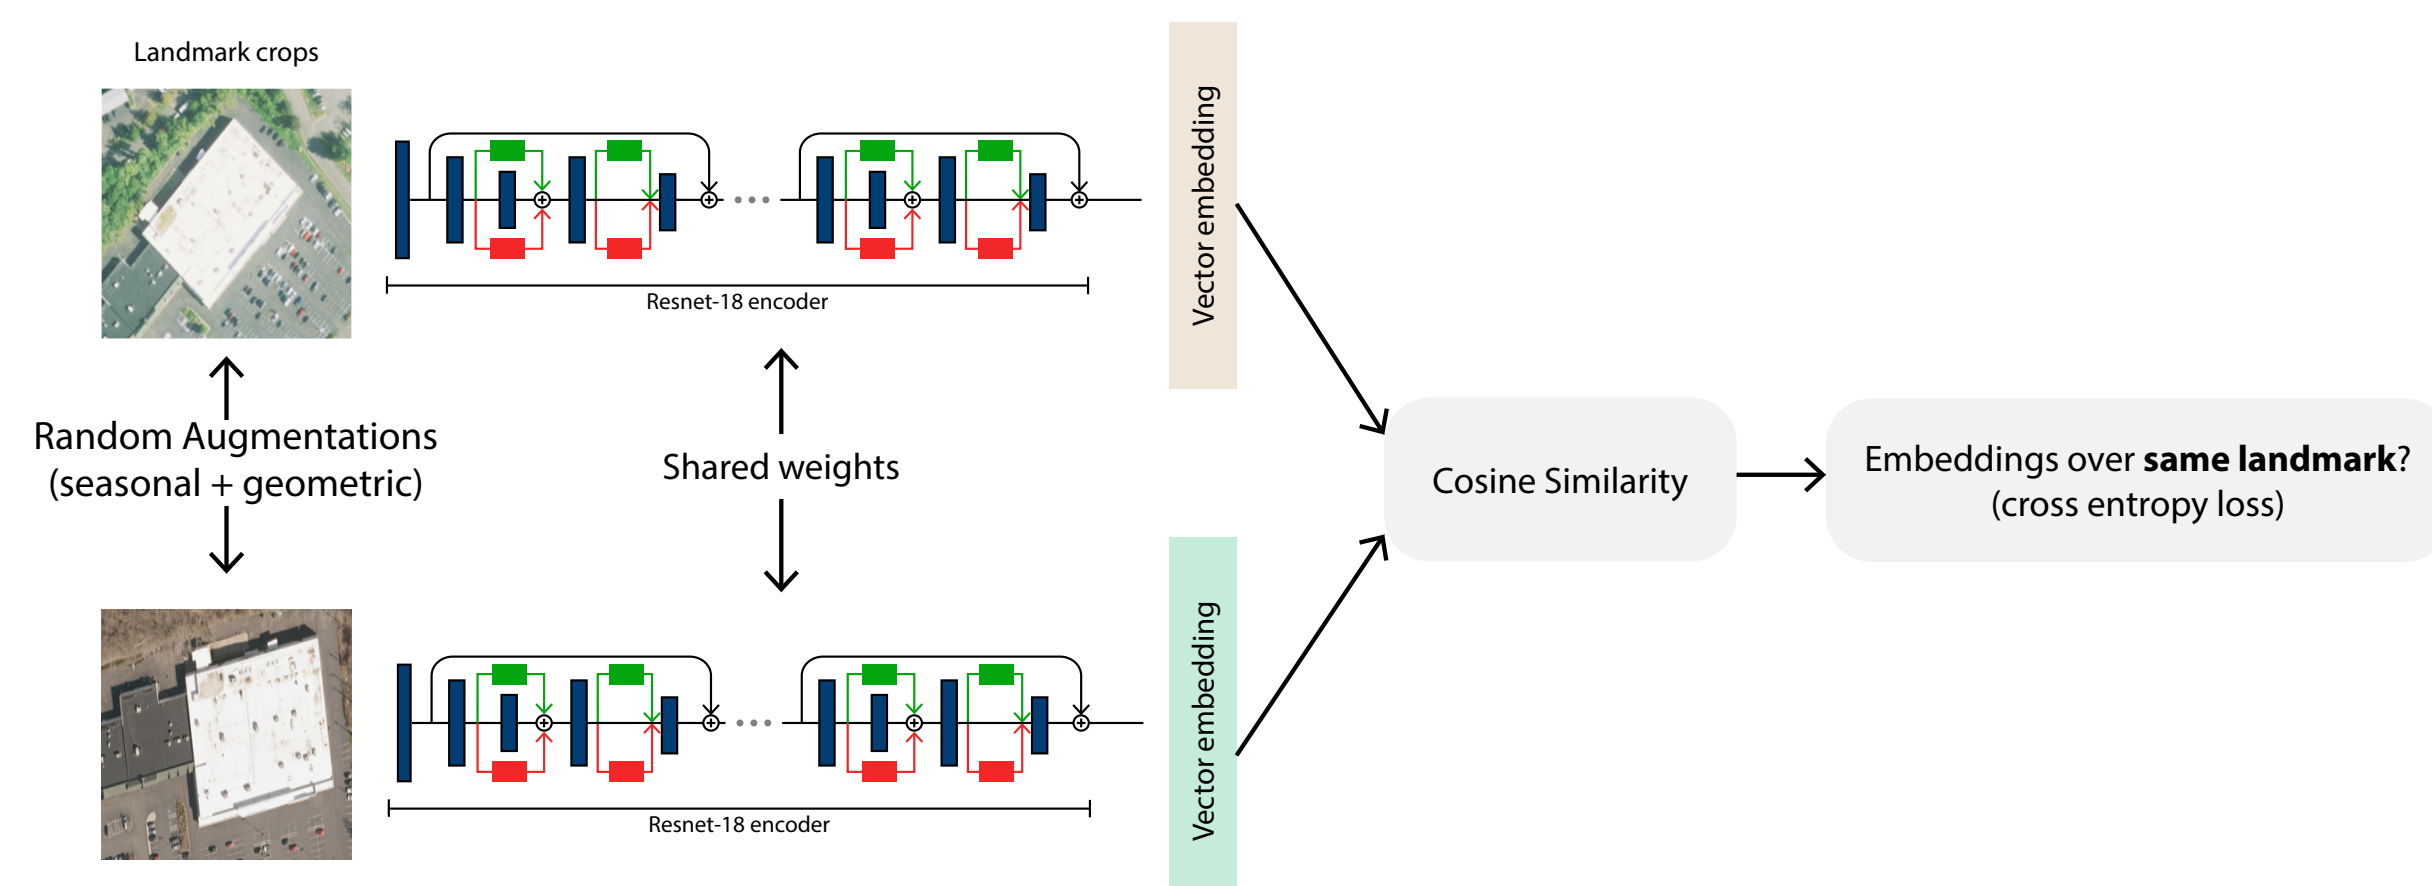 Landmark crops
Resnet-18 encoder
Vector embedding
Random Augmentations
(seasonal + geometric)
Shared weights
Cosine Similarity
Embeddings over same landmark?
(cross entropy loss)
Resnet-18 encoder
Vector embedding